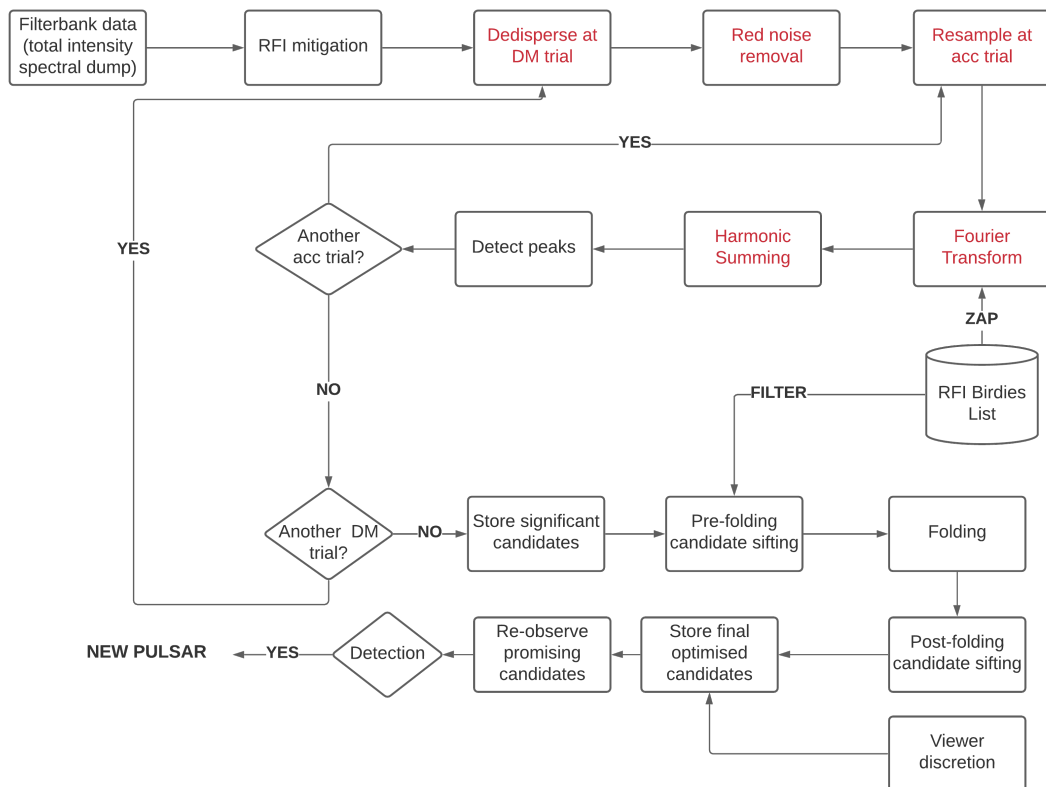 Filterbank data
(total intensity
spectral dump)
RFI mitigation
Dedisperse at
DM trial
Red noise
removal
Resample at
acc trial
YES
Another
acc trial?
Detect peaks
Harmonic
Summing
Fourier
Transform
YES
ZAP
RFI Birdies
List
FILTER
NO
Another DM
trial?
NO
Store significant
candidates
Pre-folding
candidate sifting
Folding
NEW PULSAR
YES
Detection
Re-observe
promising
candidates
Store final
optimised
candidates
Post-folding
candidate sifting
Viewer
discretion